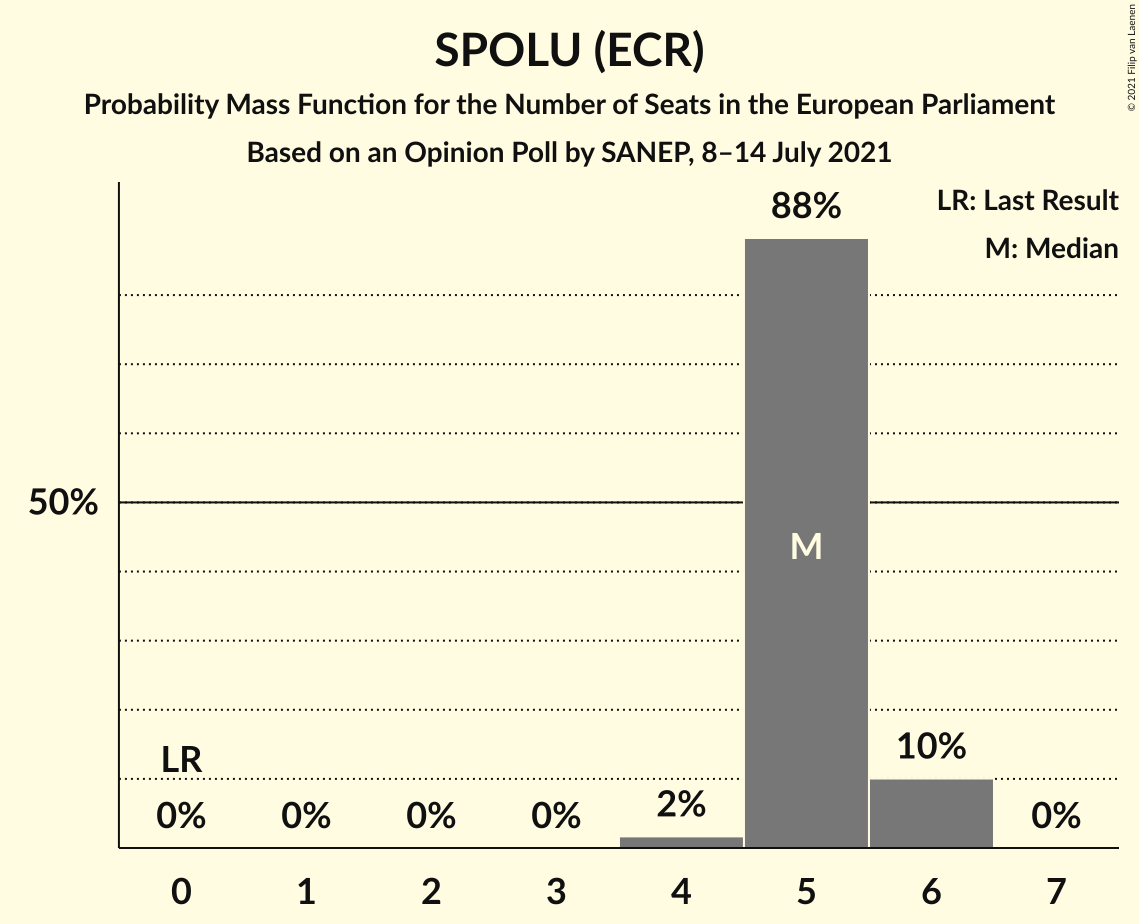 SPOLU (ECR)
Probability Mass Function for the Number of Seats in the European Parliament
Based on an Opinion Poll by SANEP, 8–14 July 2021
© 2021 Filip van Laenen
LR: Last Result
M: Median
88%
50%
M
LR
10%
0%
0%
0%
0%
2%
0%
0
1
2
3
4
5
6
7